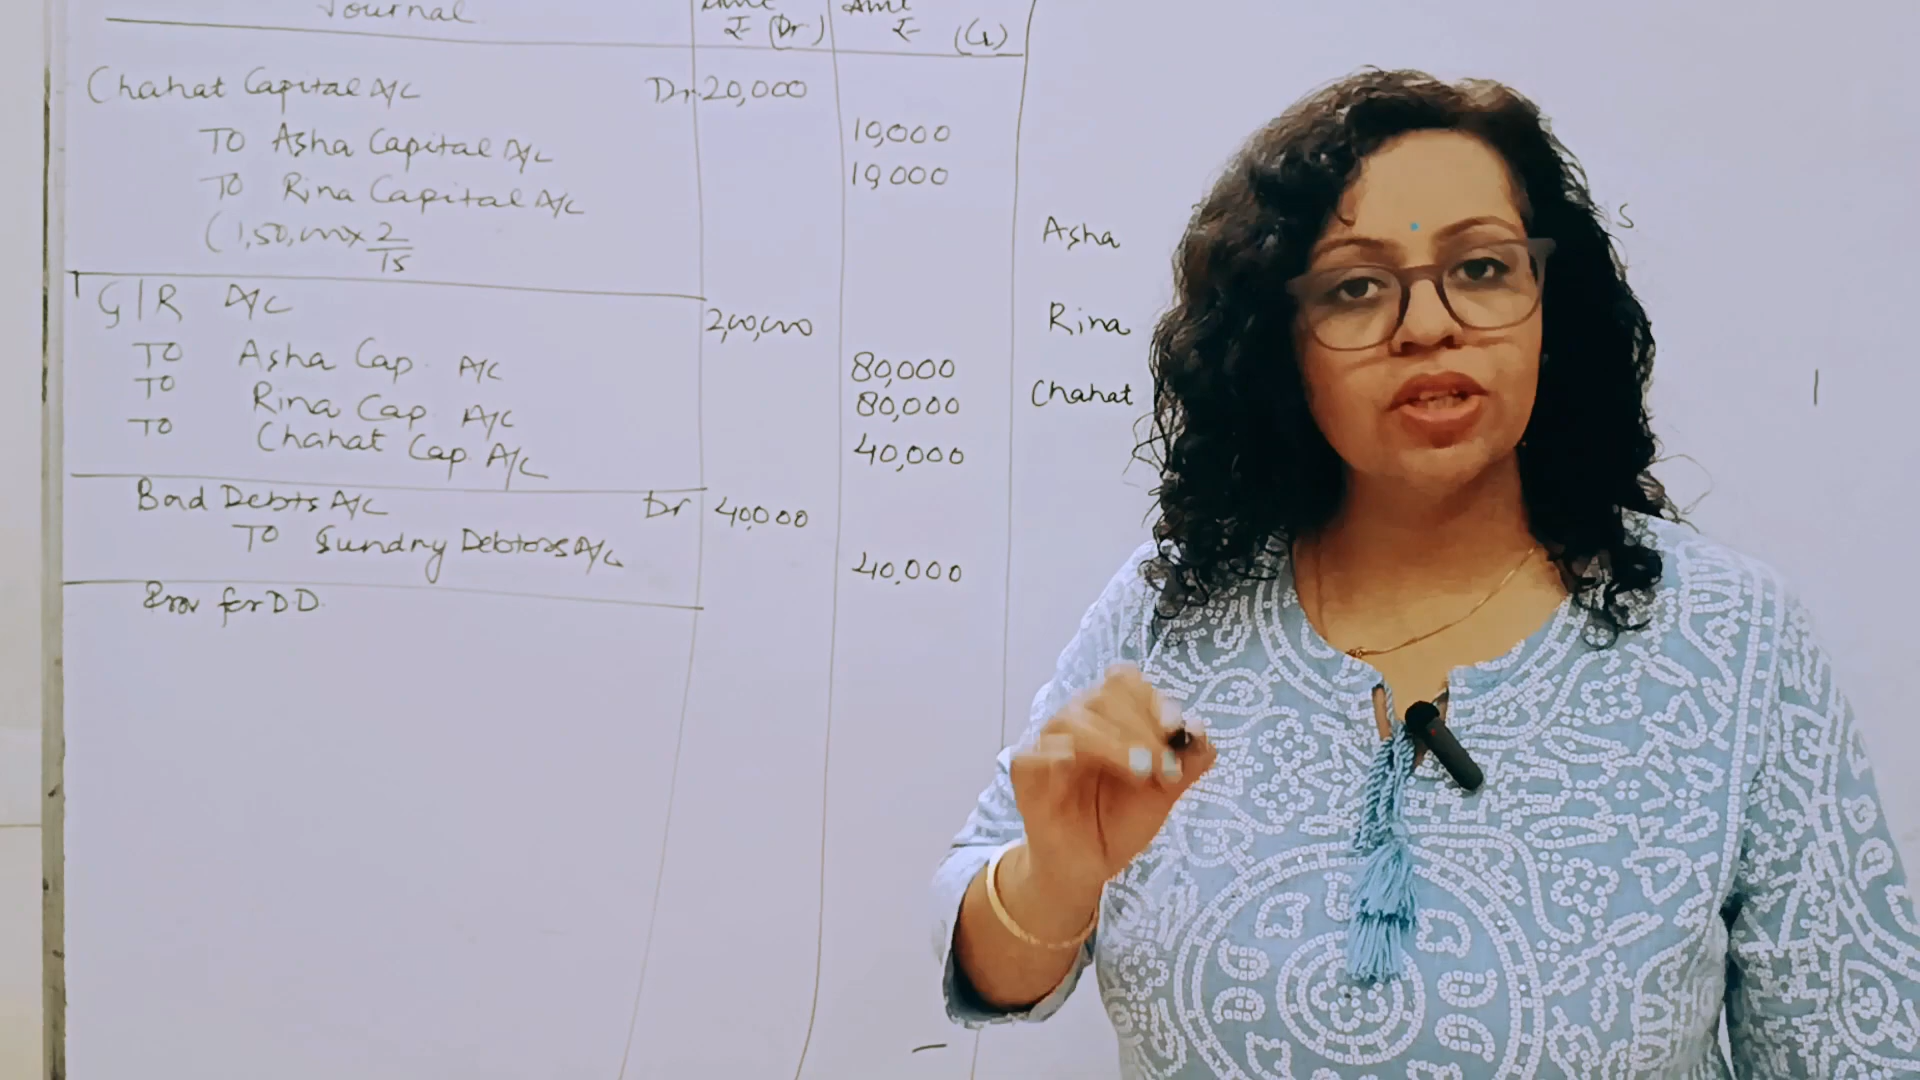 Journal
₹ (Dr) ₹ (Cr)
Chahat Capital A/c Dr 20,000
TO Asha Capital A/c 10,000
TO Rina Capital A/c 10,000
(1,50,000 x 2/15
G/R A/c 2,00,000
TO Asha Cap. A/c 80,000
TO Rina Cap A/c 80,000
TO Chahat Cap. A/c 40,000
Bad Debts A/c Dr 40,000
TO Sundry Debtors A/c 40,000
Prov for DD
Asha
Rina
Chahat